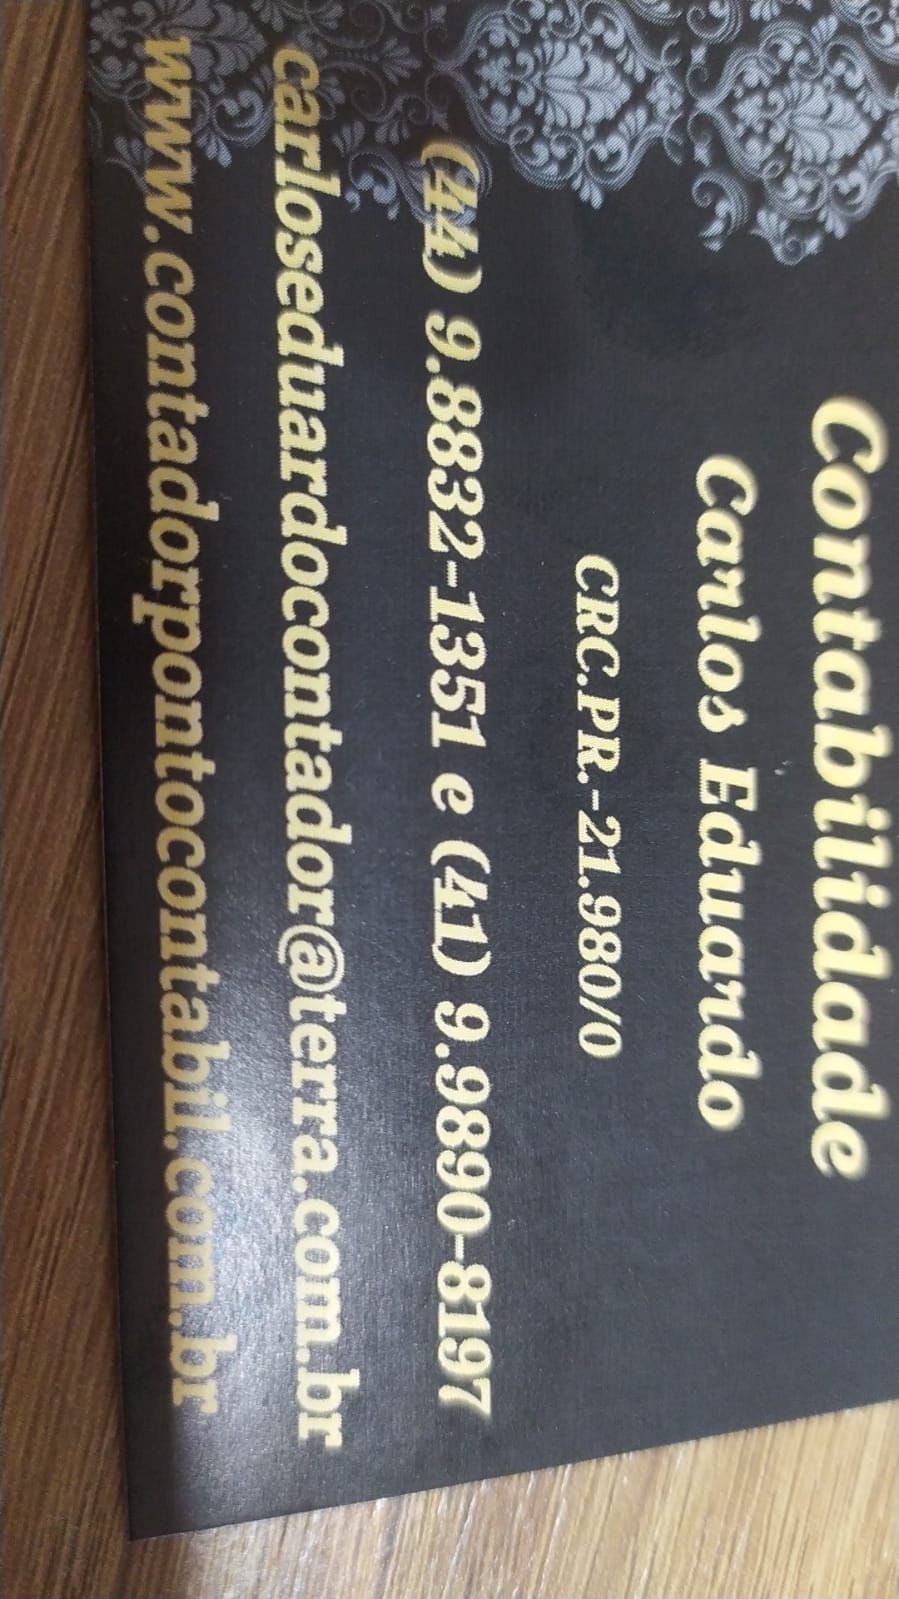 Contabilidade
Carlos Eduardo
CRC.PR.-21.980/0
(44) 9.8832-1351 e (41) 9.9890-8197
carloseduardocontador@terra.com.br
www.contadorpontocontabil.com.br